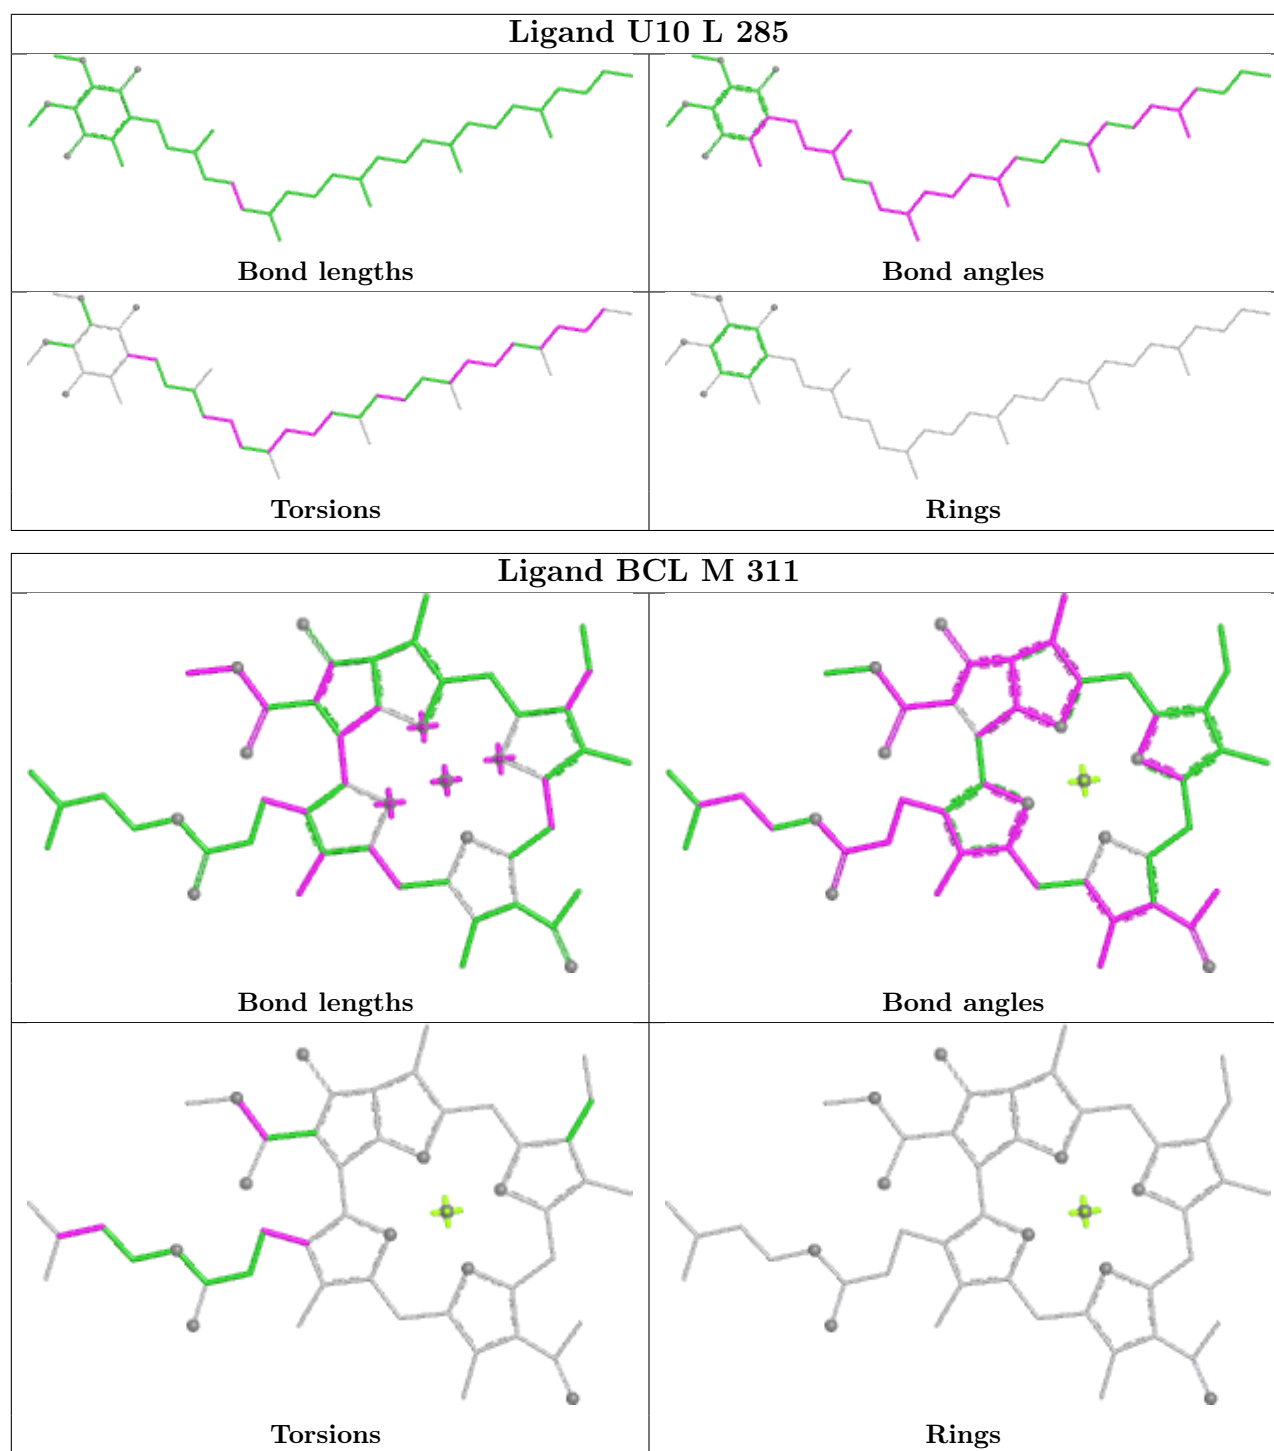 Ligand U10 L 285
Bond lengths
Bond angles
Torsions
Rings
Ligand BCL M 311
Bond lengths
Bond angles
Torsions
Rings